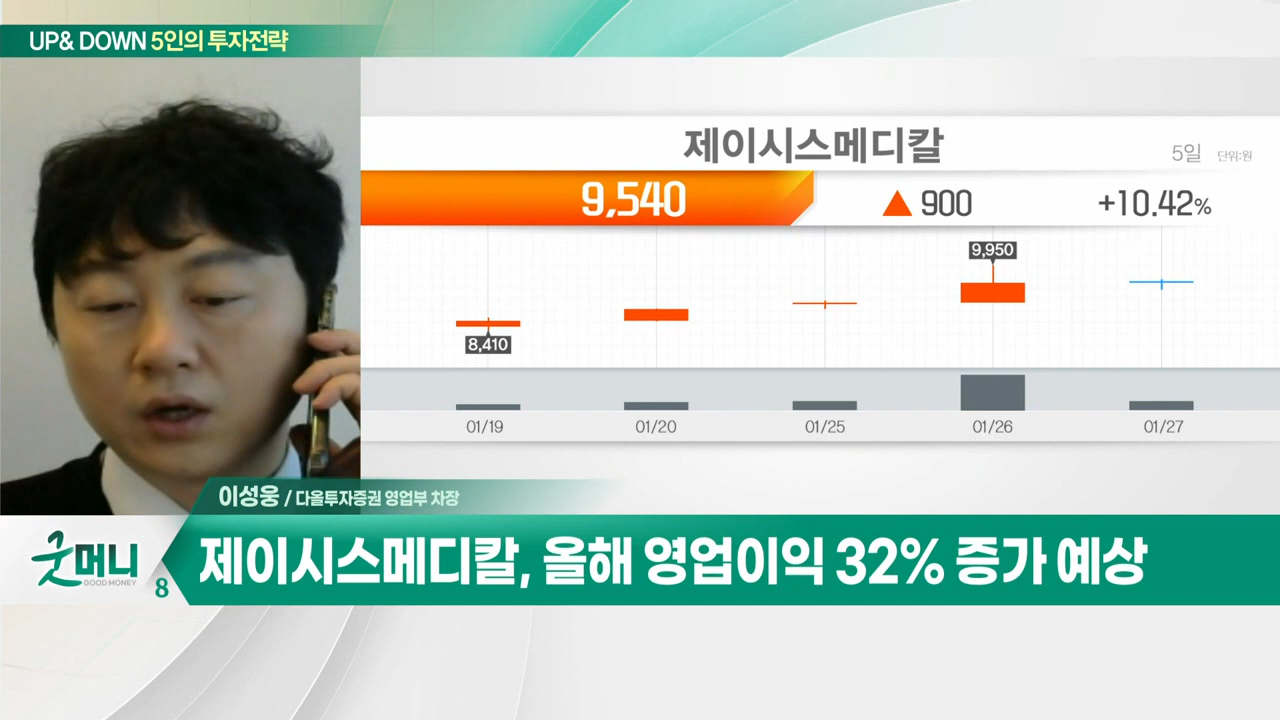 UP& DOWN 5인의 투자전략
제이시스메디칼
5일 단위:원
9,540 ▲ 900 +10.42%
9,950
8,410
01/19 01/20 01/25 01/26 01/27
이성웅 / 다올투자증권 영업부 차장
굿머니
GOOD MONEY
8
제이시스메디칼, 올해 영업이익 32% 증가 예상